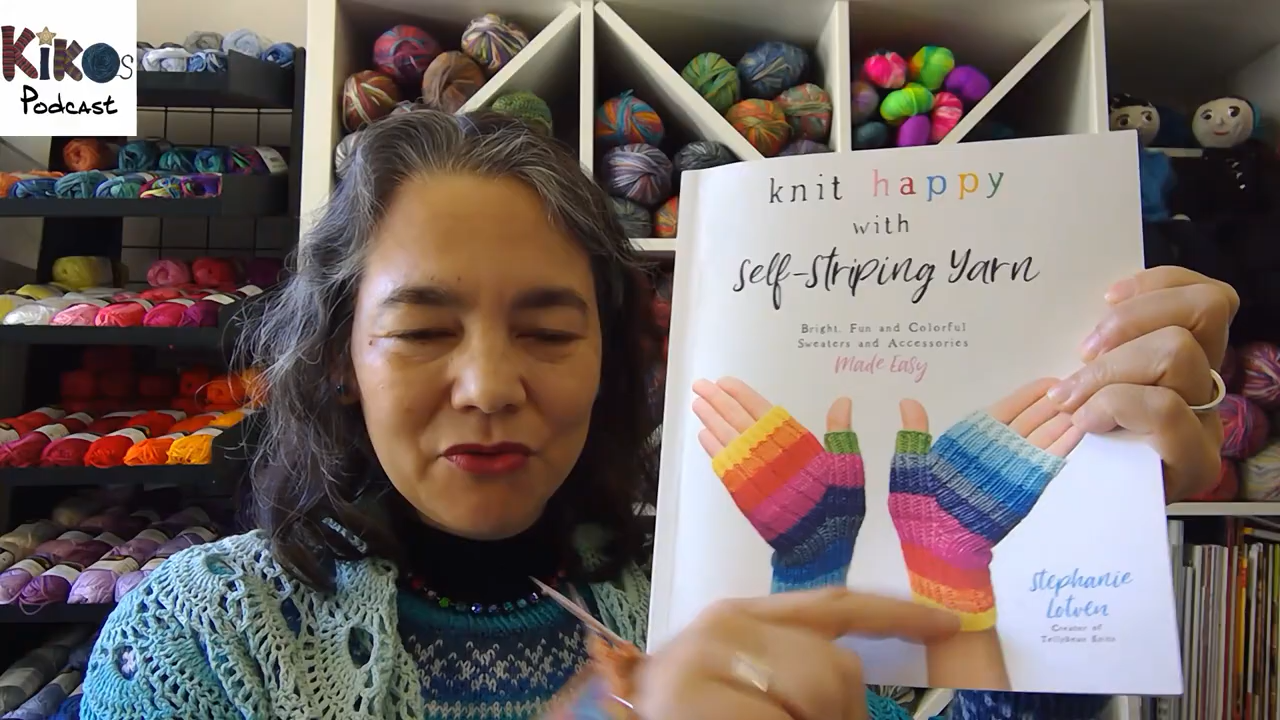 KiKOs
Podcast
knit happy
with
self-striping yarn
Bright, Fun and Colorful
Sweaters and Accessories
Made Easy
Stephanie
Lotven
Creator of
Tellybean Knits